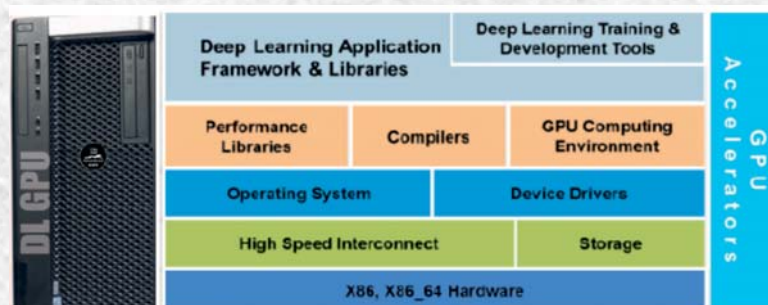 DL GPU
Deep Learning Application
Framework & Libraries
Deep Learning Training &
Development Tools
Performance
Libraries
Compilers
GPU Computing
Environment
Operating System
Device Drivers
High Speed Interconnect
Storage
X86, X86_64 Hardware
GPU
Accelerators